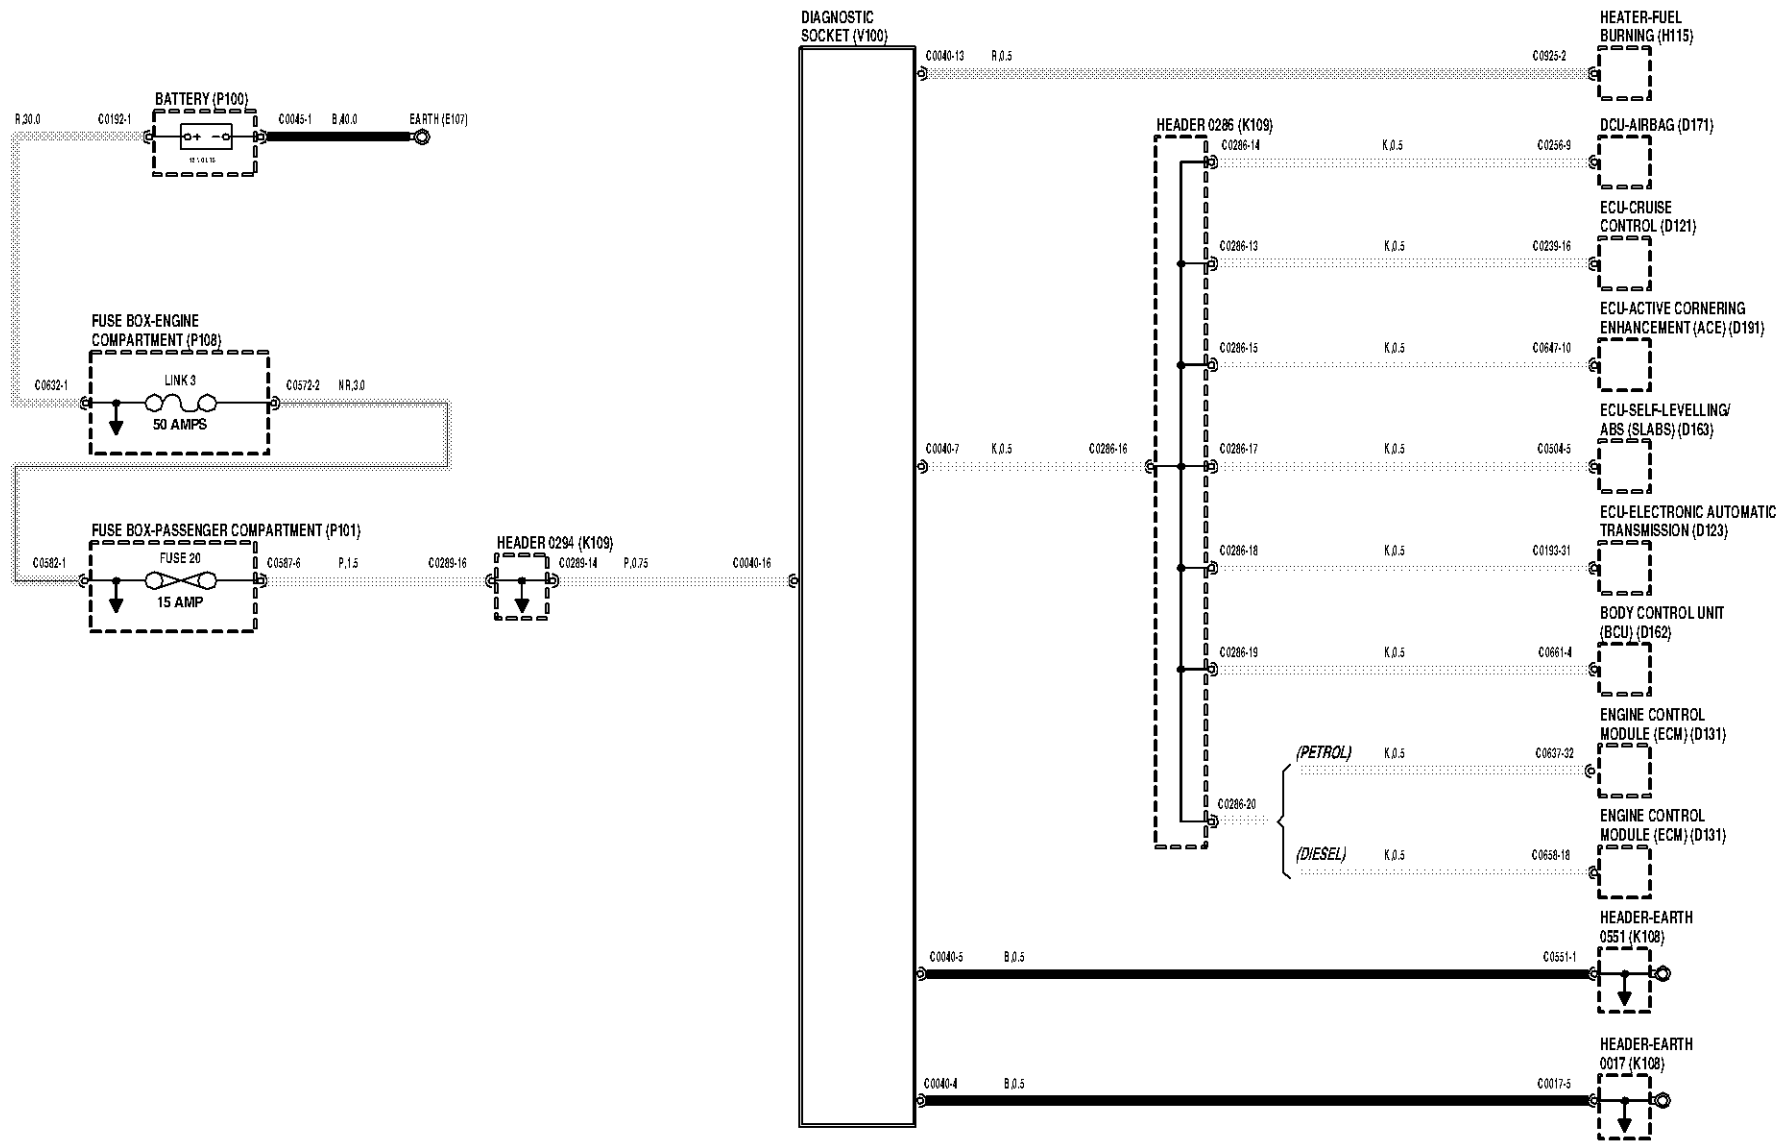 DIAGNOSTIC
SOCKET (V100)
HEATER-FUEL
BURNING (H115)
C0040-13 R,0.5 C0925-2
BATTERY (P100)
R,30.0 C0192-1 C0045-1 B,40.0 EARTH (E107)
+ -
12 VOLTS
HEADER 0286 (K109)
DCU-AIRBAG (D171)
C0286-14 K,0.5 C0256-9
ECU-CRUISE
CONTROL (D121)
C0286-13 K,0.5 C0239-16
ECU-ACTIVE CORNERING
ENHANCEMENT (ACE) (D191)
C0286-15 K,0.5 C0647-10
FUSE BOX-ENGINE
COMPARTMENT (P108)
C0632-1 LINK 3 C0572-2 NR,3.0
50 AMPS
ECU-SELF-LEVELLING/
ABS (SLABS) (D163)
C0040-7 K,0.5 C0286-16 C0286-17 K,0.5 C0504-5
ECU-ELECTRONIC AUTOMATIC
TRANSMISSION (D123)
C0286-18 K,0.5 C0193-31
FUSE BOX-PASSENGER COMPARTMENT (P101)
HEADER 0294 (K109)
C0582-1 FUSE 20 C0587-6 P,1.5 C0289-16 C0289-14 P,0.75 C0040-16
15 AMP
BODY CONTROL UNIT
(BCU) (D162)
C0286-19 K,0.5 C0661-4
ENGINE CONTROL
MODULE (ECM) (D131)
(PETROL) K,0.5 C0637-32
C0286-20
ENGINE CONTROL
MODULE (ECM) (D131)
(DIESEL) K,0.5 C0658-18
HEADER-EARTH
0551 (K108)
C0040-5 B,0.5 C0551-1
HEADER-EARTH
0017 (K108)
C0040-4 B,0.5 C0017-5